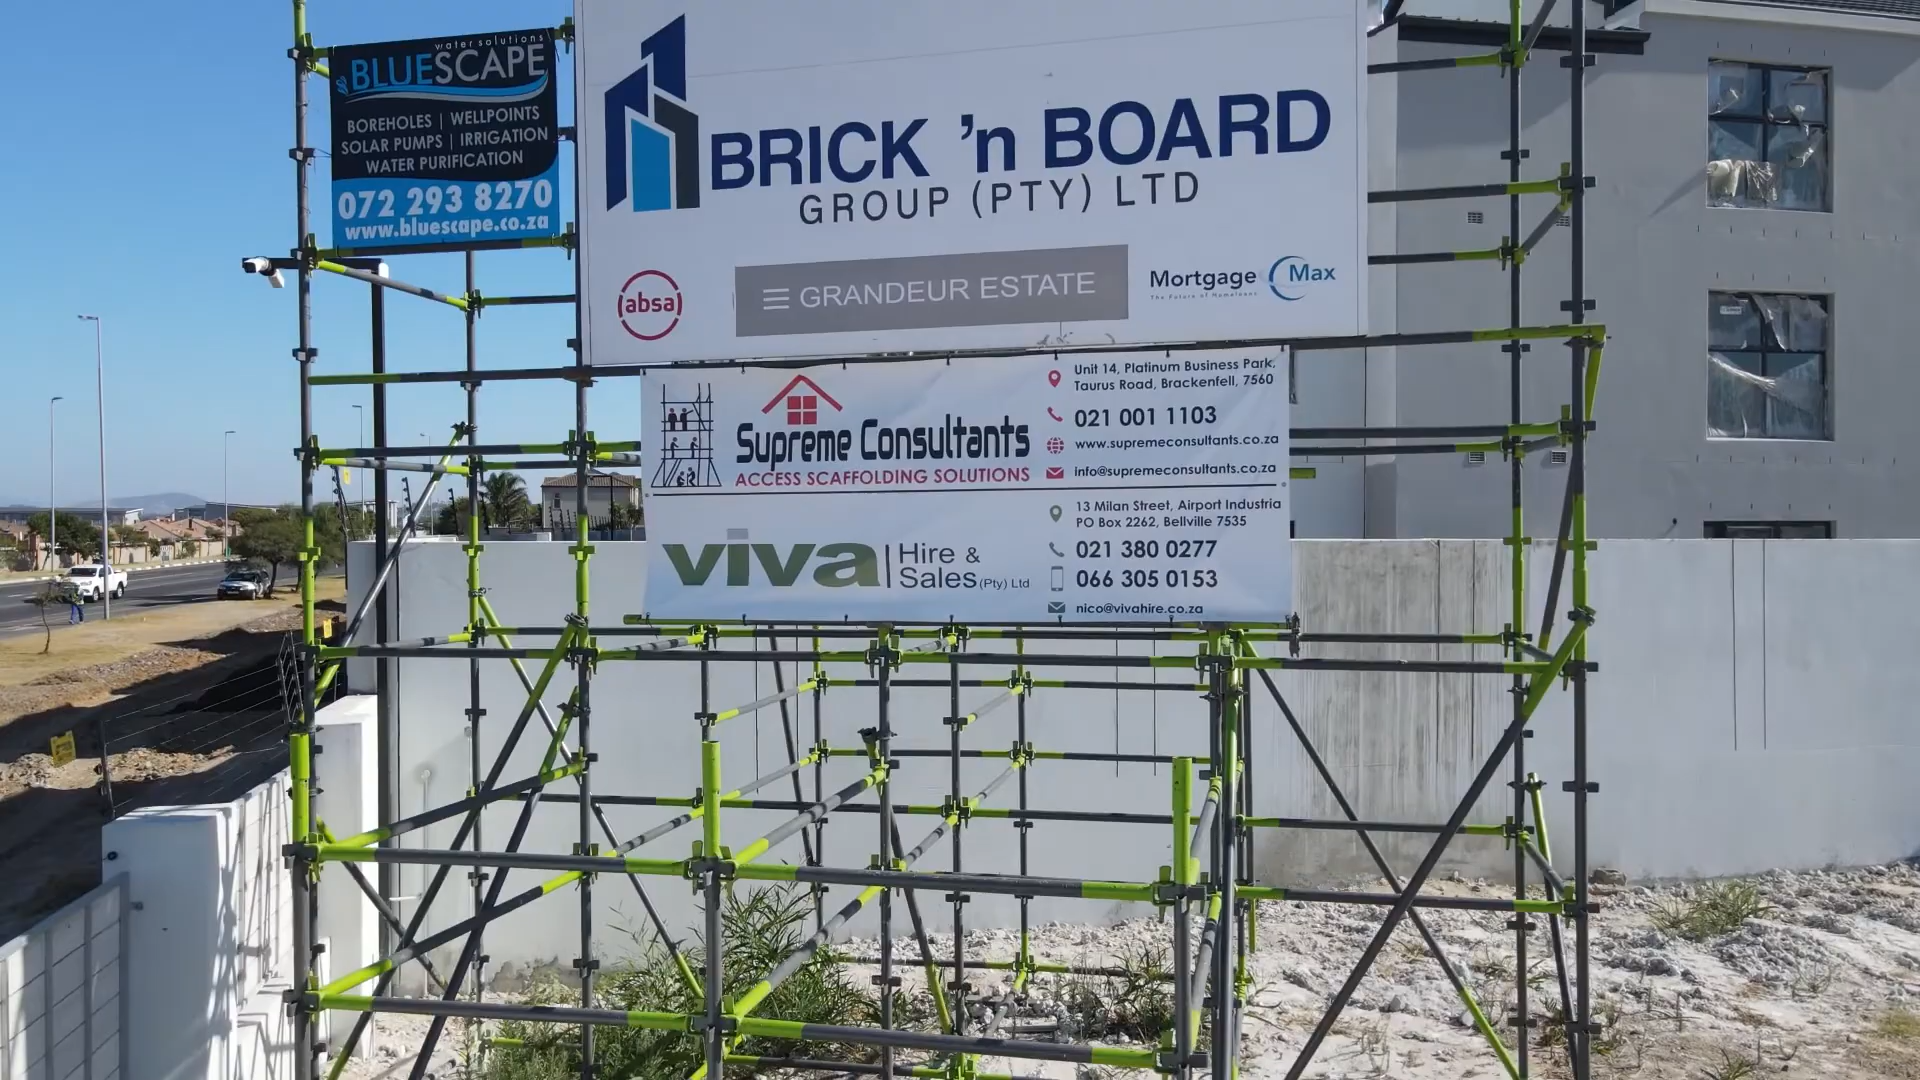 water solutions
BLUESCAPE
BOREHOLES | WELLPOINTS
SOLAR PUMPS | IRRIGATION
WATER PURIFICATION
072 293 8270
www.bluescape.co.za
BRICK 'n BOARD
GROUP (PTY) LTD
absa
GRANDEUR ESTATE
Mortgage Max
The Future of Homeloans
Supreme Consultants
ACCESS SCAFFOLDING SOLUTIONS
Unit 14, Platinum Business Park,
Taurus Road, Brackenfell, 7560
021 001 1103
www.supremeconsultants.co.za
info@supremeconsultants.co.za
viva Hire &
Sales (Pty) Ltd
13 Milan Street, Airport Industria
PO Box 2262, Bellville 7535
021 380 0277
066 305 0153
nico@vivahire.co.za